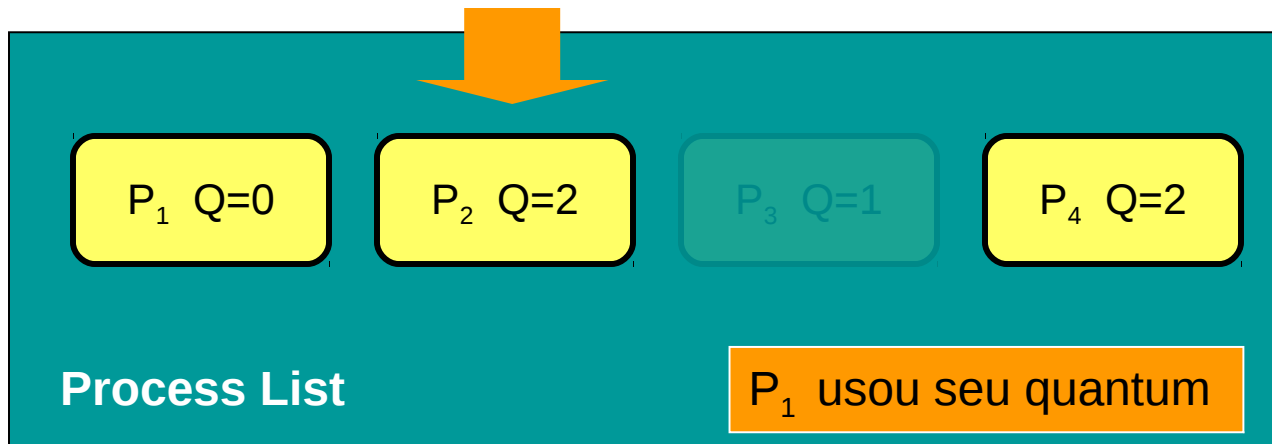 P₁ Q=0
P₂ Q=2
P₃ Q=1
P₄ Q=2
Process List
P₁ usou seu quantum